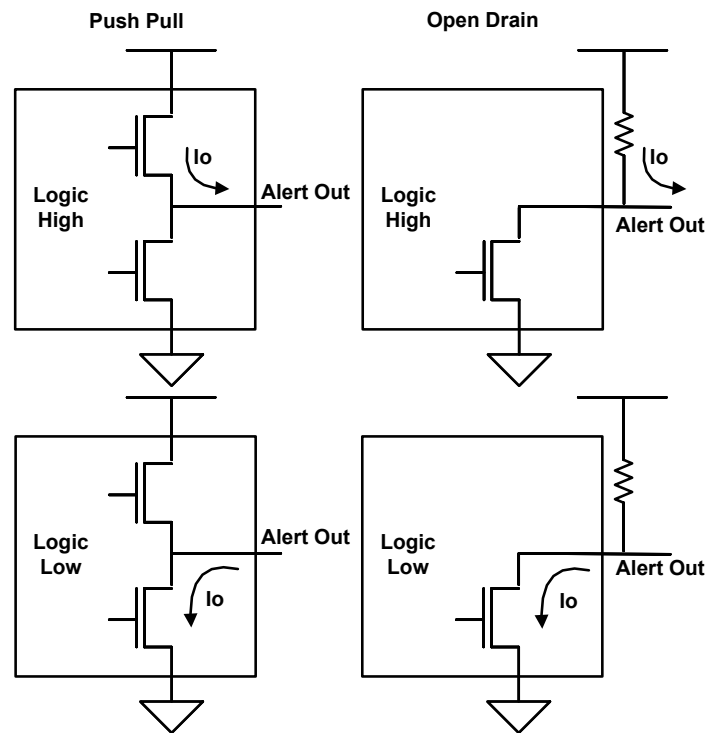 Push Pull
Open Drain
Io
Logic
High
Alert Out
Io
Logic
High
Alert Out
Logic
Low
Alert Out
Io
Logic
Low
Alert Out
Io